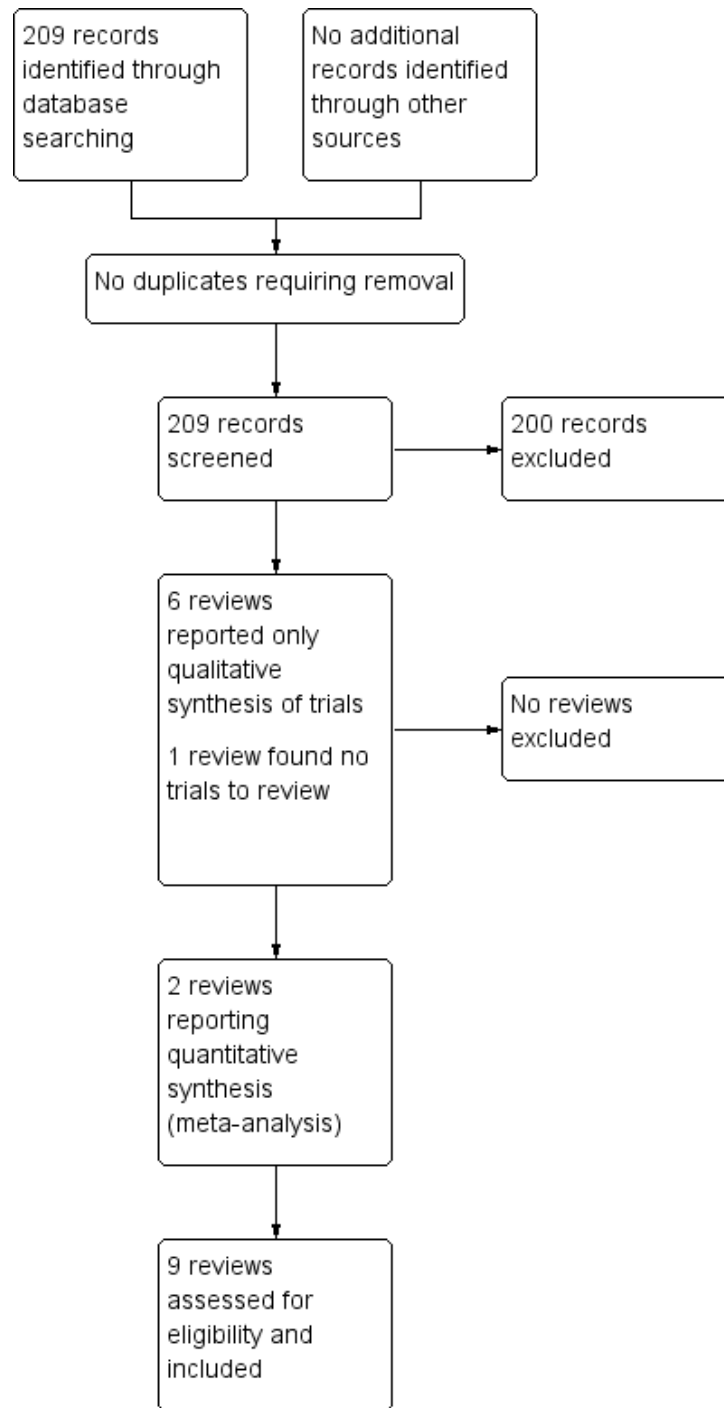 209 records
identified through
database
searching
No additional
records identified
through other
sources
No duplicates requiring removal
209 records
screened
200 records
excluded
6 reviews
reported only
qualitative
synthesis of trials
1 review found no
trials to review
No reviews
excluded
2 reviews
reporting
quantitative
synthesis
(meta-analysis)
9 reviews
assessed for
eligibility and
included